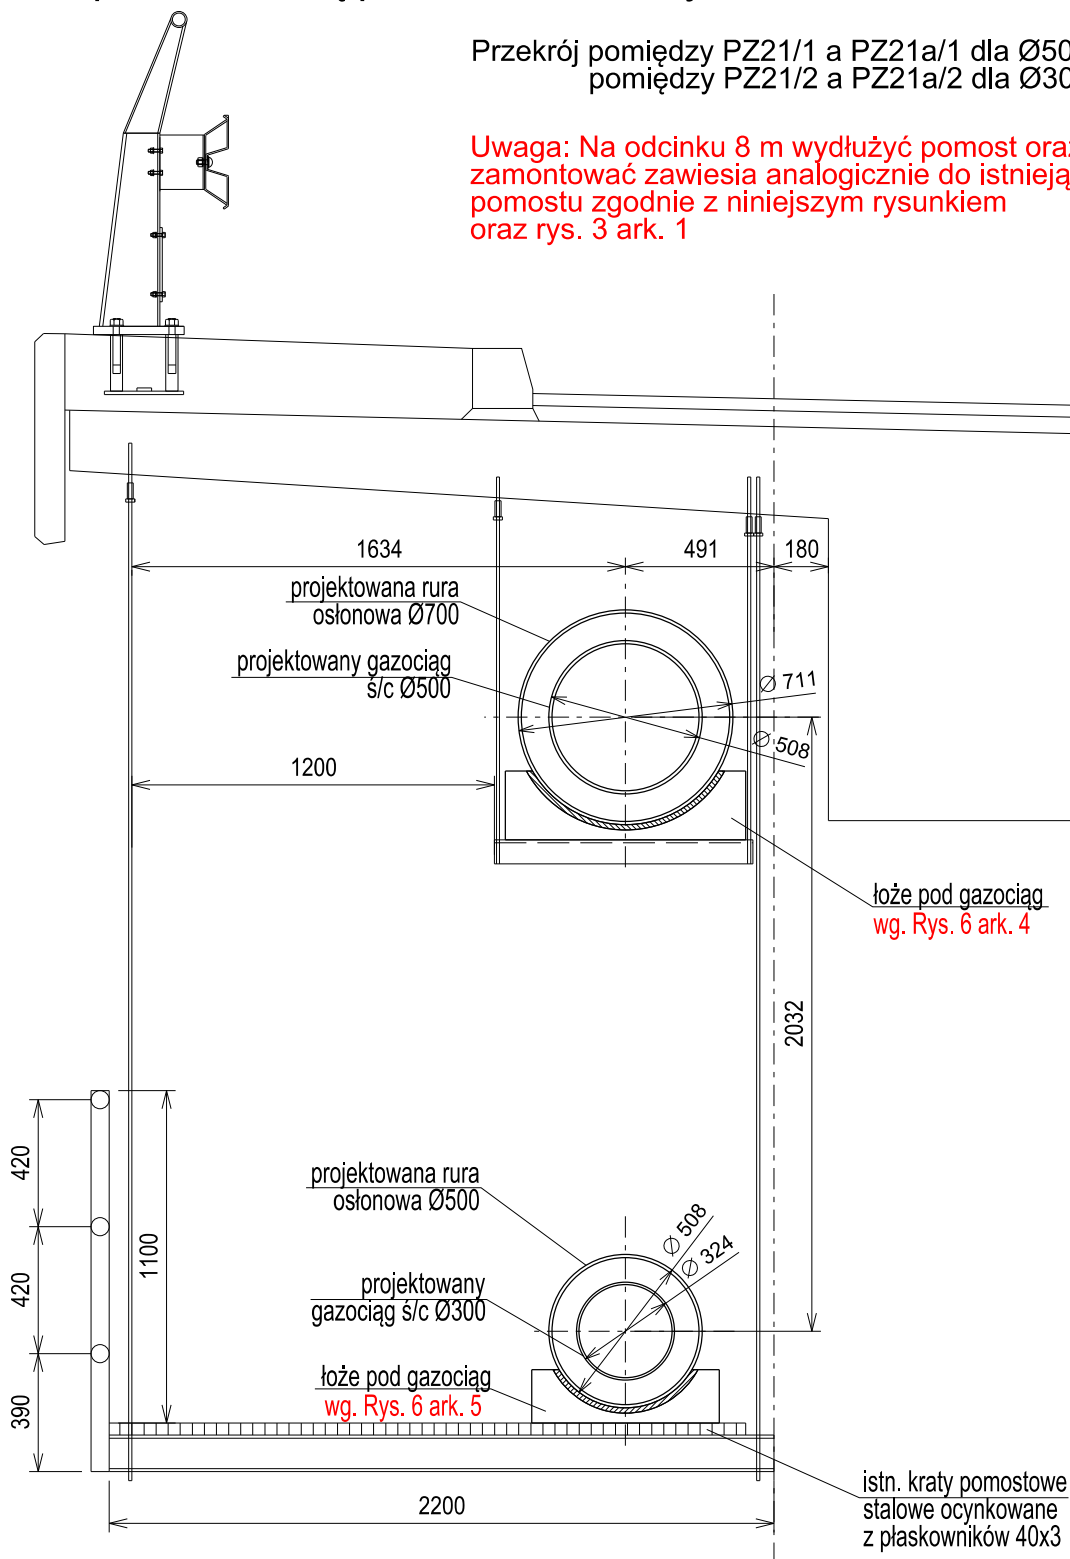 Przekrój pomiędzy PZ21/1 a PZ21a/1 dla Ø50
pomiędzy PZ21/2 a PZ21a/2 dla Ø30
Uwaga: Na odcinku 8 m wydłużyć pomost oraz
zamontować zawiesia analogicznie do istnieją
pomostu zgodnie z niniejszym rysunkiem
oraz rys. 3 ark. 1
1634
491
180
projektowana rura
osłonowa Ø700
projektowany gazociąg
ś/c Ø500
Ø 711
Ø 508
1200
łoże pod gazociąg
wg. Rys. 6 ark. 4
2032
420
420
390
1100
projektowana rura
osłonowa Ø500
Ø 508
Ø 324
projektowany
gazociąg ś/c Ø300
łoże pod gazociąg
wg. Rys. 6 ark. 5
2200
istn. kraty pomostowe
stalowe ocynkowane
z płaskowników 40x3